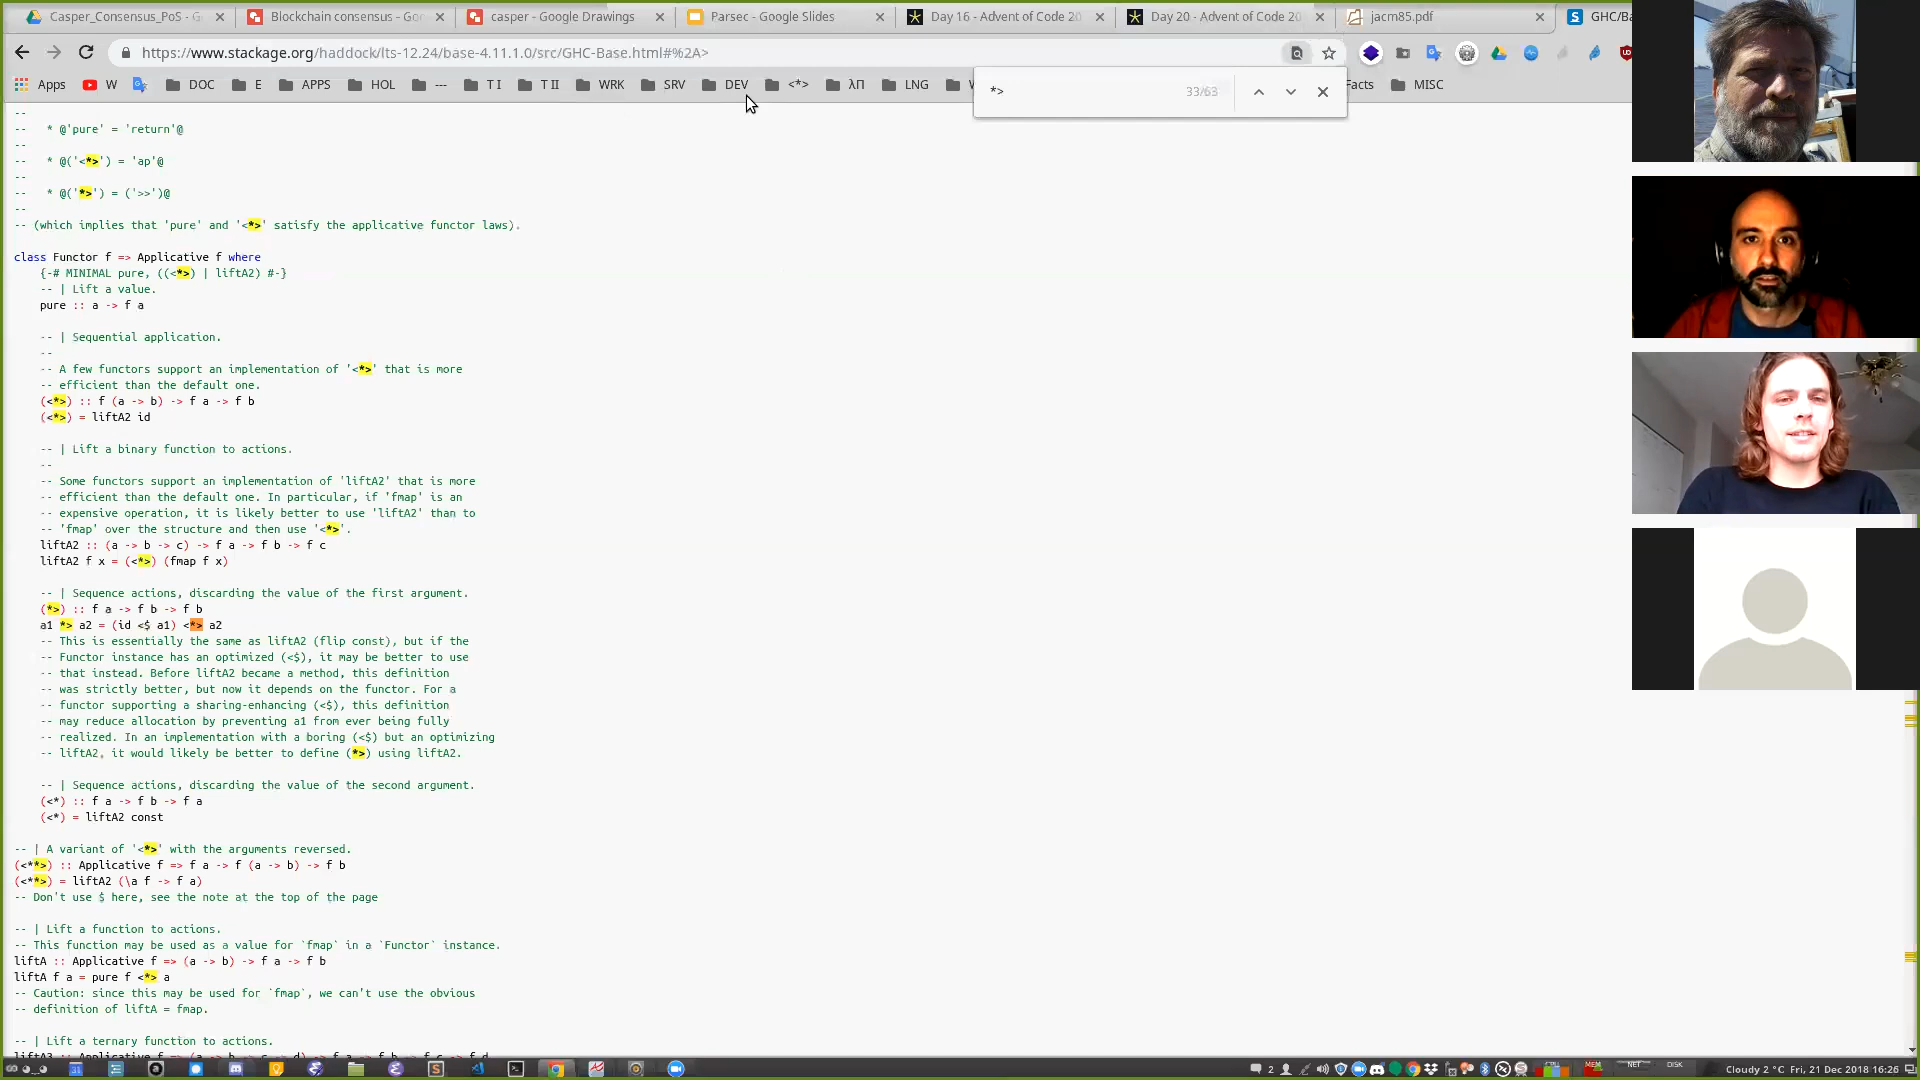 Casper_Consensus_PoS - G
Blockchain consensus - Goo
casper - Google Drawings
Parsec - Google Slides
Day 16 - Advent of Code 20
Day 20 - Advent of Code 20
jacm85.pdf
GHC/Ba
https://www.stackage.org/haddock/lts-12.24/base-4.11.1.0/src/GHC-Base.html#%2A>
Apps W DOC E APPS HOL --- T I T II WRK SRV DEV <*> λΠ LNG Facts MISC
*> 33/63
--
--   * @'pure' = 'return'@
--
--   * @('<*>') = 'ap'@
--
--   * @('*>') = ('>>')@
--
-- (which implies that 'pure' and '<*>' satisfy the applicative functor laws).
class Functor f => Applicative f where
    {-# MINIMAL pure, ((<*>) | liftA2) #-}
    -- | Lift a value.
    pure :: a -> f a
    -- | Sequential application.
    --
    -- A few functors support an implementation of '<*>' that is more
    -- efficient than the default one.
    (<*>) :: f (a -> b) -> f a -> f b
    (<*>) = liftA2 id
    -- | Lift a binary function to actions.
    --
    -- Some functors support an implementation of 'liftA2' that is more
    -- efficient than the default one. In particular, if 'fmap' is an
    -- expensive operation, it is likely better to use 'liftA2' than to
    -- 'fmap' over the structure and then use '<*>'.
    liftA2 :: (a -> b -> c) -> f a -> f b -> f c
    liftA2 f x = (<*>) (fmap f x)
    -- | Sequence actions, discarding the value of the first argument.
    (*>) :: f a -> f b -> f b
    a1 *> a2 = (id <$ a1) <*> a2
    -- This is essentially the same as liftA2 (flip const), but if the
    -- Functor instance has an optimized (<$), it may be better to use
    -- that instead. Before liftA2 became a method, this definition
    -- was strictly better, but now it depends on the functor. For a
    -- functor supporting a sharing-enhancing (<$), this definition
    -- may reduce allocation by preventing a1 from ever being fully
    -- realized. In an implementation with a boring (<$) but an optimizing
    -- liftA2, it would likely be better to define (*>) using liftA2.
    -- | Sequence actions, discarding the value of the second argument.
    (<*) :: f a -> f b -> f a
    (<*) = liftA2 const
-- | A variant of '<*>' with the arguments reversed.
(<**>) :: Applicative f => f a -> f (a -> b) -> f b
(<**>) = liftA2 (\a f -> f a)
-- Don't use $ here, see the note at the top of the page
-- | Lift a function to actions.
-- This function may be used as a value for `fmap` in a `Functor` instance.
liftA :: Applicative f => (a -> b) -> f a -> f b
liftA f a = pure f <*> a
-- Caution: since this may be used for `fmap`, we can't use the obvious
-- definition of liftA = fmap.
-- | Lift a ternary function to actions.
liftA3 :: Applicative f => (a -> b -> c -> d) -> f a -> f b -> f c -> f d
2 CPU MEM NET DISK Cloudy 2 °C Fri, 21 Dec 2018 16:26